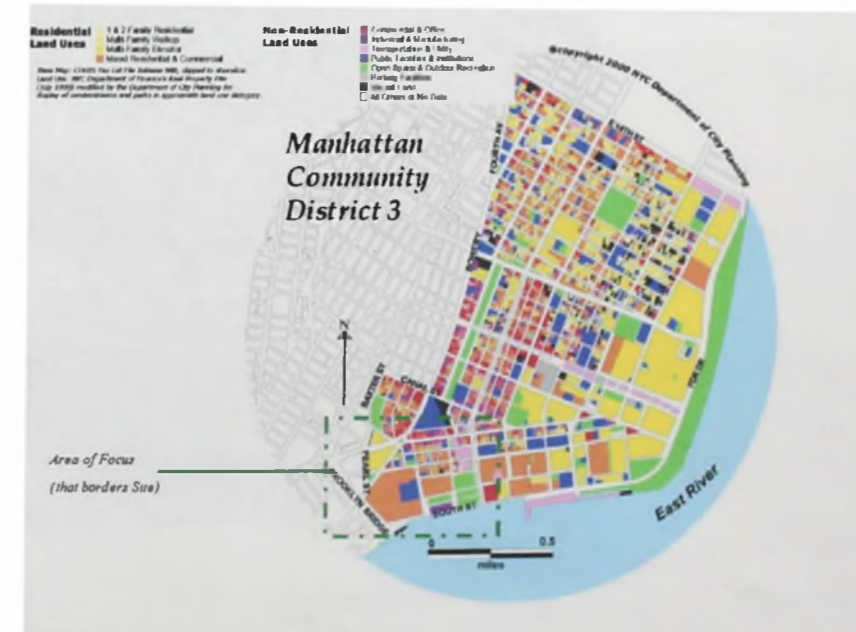 Residential
Land Uses
1 & 2 Family Residential
Multi Family Walkup
Multi Family Elevator
Mixed Residential & Commercial
Non-Residential
Land Uses
Commercial & Office
Industrial & Manufacturing
Transportation & Utility
Public Facilities & Institutions
Open Space & Outdoor Recreation
Parking Facilities
Vacant Land
All Others or No Data
©copyright 2000 NYC Department of City Planning
Manhattan
Community
District 3
E 14TH ST
FOURTH AV
N
BAXTER ST
CANAL
FDR DR
Area of Focus
(that borders Site)
PEARL ST
BROOKLYN BRIDGE
SOUTH ST
East River
0 0.5
miles